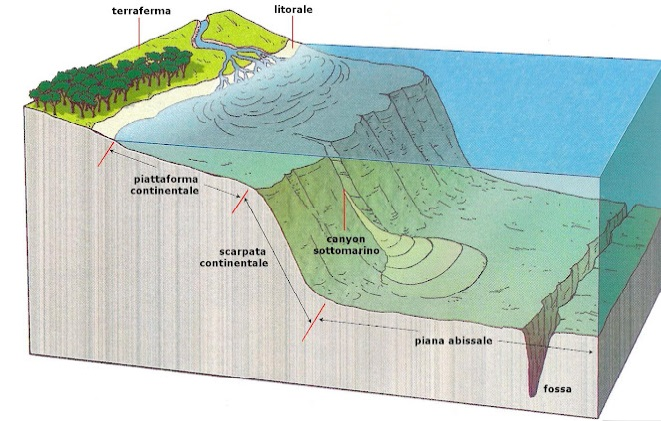 terraferma
litorale
piattaforma
continentale
scarpata
continentale
canyon
sottomarino
piana abissale
fossa